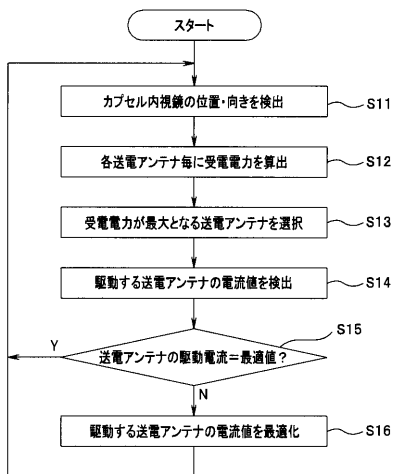 スタート
カプセル内視鏡の位置・向きを検出
S11
各送電アンテナ毎に受電電力を算出
S12
受電電力が最大となる送電アンテナを選択
S13
駆動する送電アンテナの電流値を検出
S14
S15
送電アンテナの駆動電流=最適値?
Y
N
駆動する送電アンテナの電流値を最適化
S16